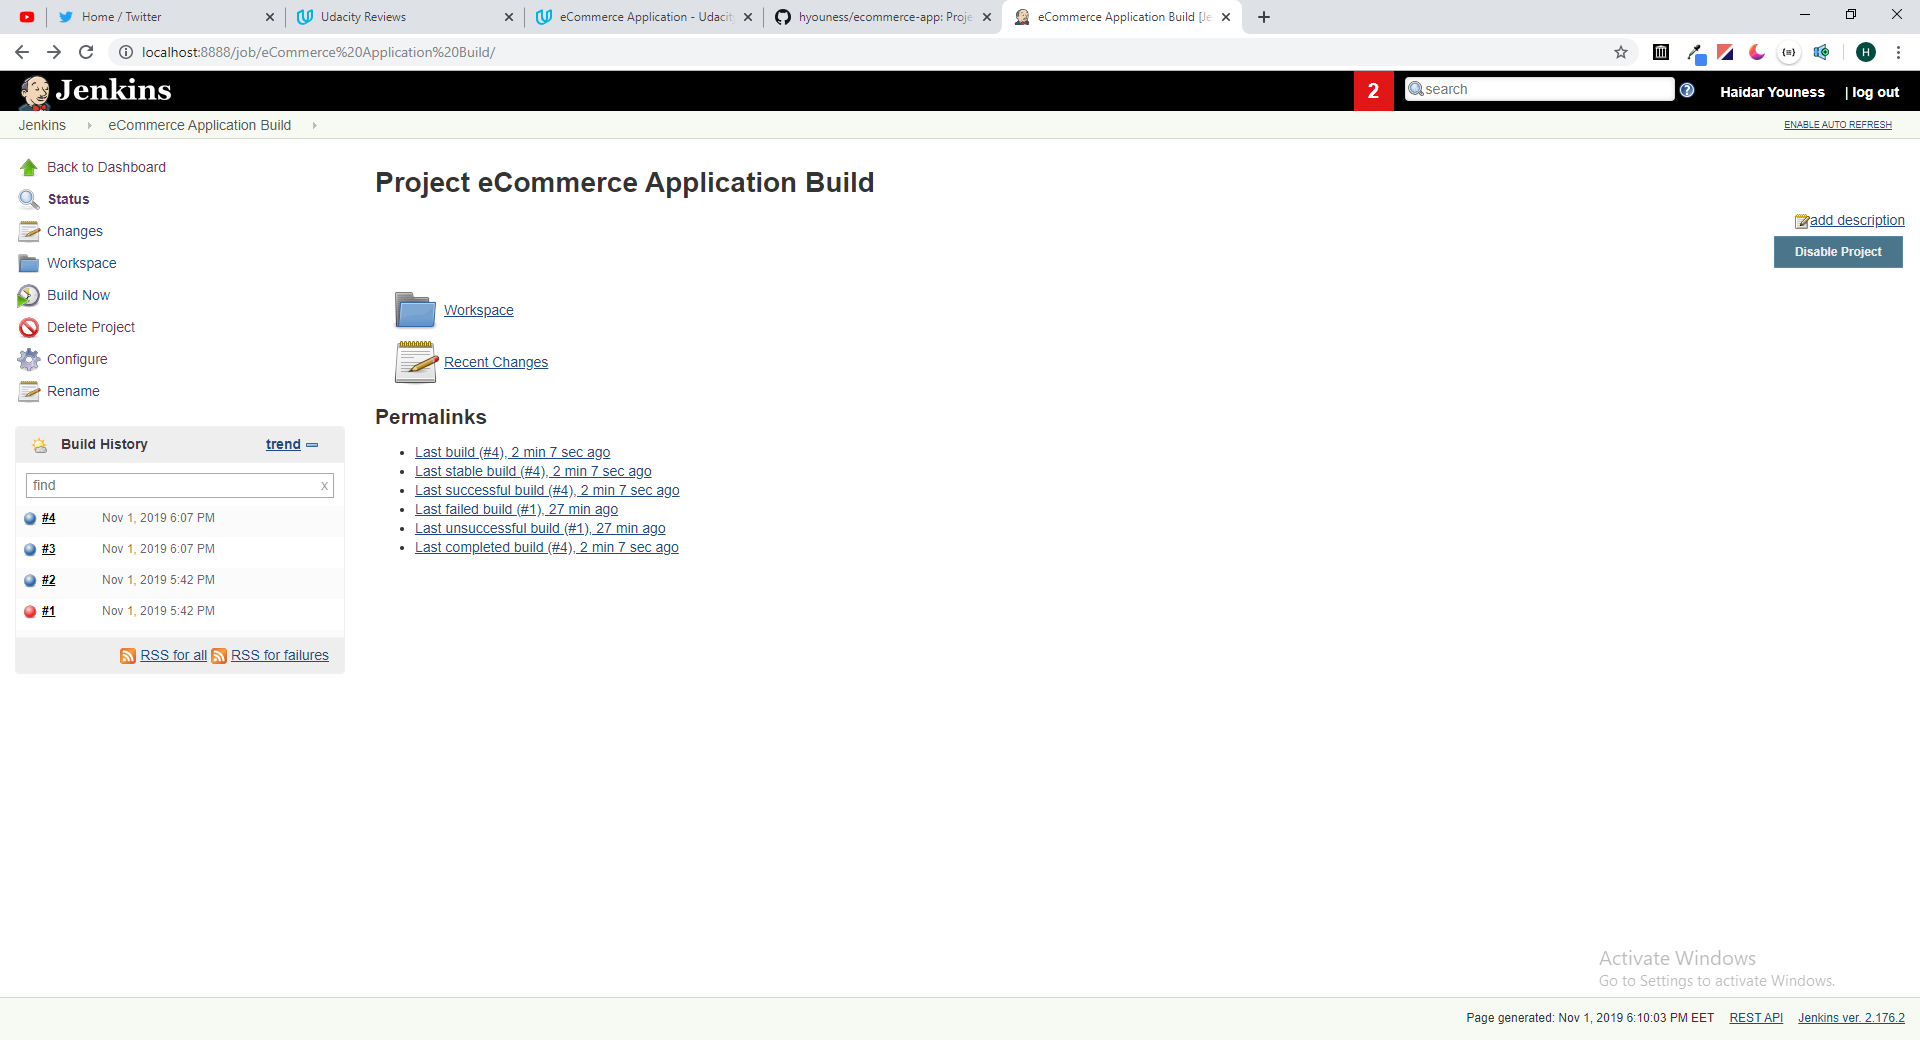 Home / Twitter
Udacity Reviews
eCommerce Application - Udaci
hyouness/ecommerce-app: Proje
eCommerce Application Build [Je
localhost:8888/job/eCommerce%20Application%20Build/
H
Jenkins
2
search
Haidar Youness
| log out
Jenkins
eCommerce Application Build
ENABLE AUTO REFRESH
Back to Dashboard
Status
Changes
Workspace
Build Now
Delete Project
Configure
Rename
Project eCommerce Application Build
add description
Disable Project
Workspace
Recent Changes
Permalinks
Last build (#4), 2 min 7 sec ago
Last stable build (#4), 2 min 7 sec ago
Last successful build (#4), 2 min 7 sec ago
Last failed build (#1), 27 min ago
Last unsuccessful build (#1), 27 min ago
Last completed build (#4), 2 min 7 sec ago
Build History
trend
find
x
#4 Nov 1, 2019 6:07 PM
#3 Nov 1, 2019 6:07 PM
#2 Nov 1, 2019 5:42 PM
#1 Nov 1, 2019 5:42 PM
RSS for all RSS for failures
Activate Windows
Go to Settings to activate Windows.
Page generated: Nov 1, 2019 6:10:03 PM EET
REST API
Jenkins ver. 2.176.2